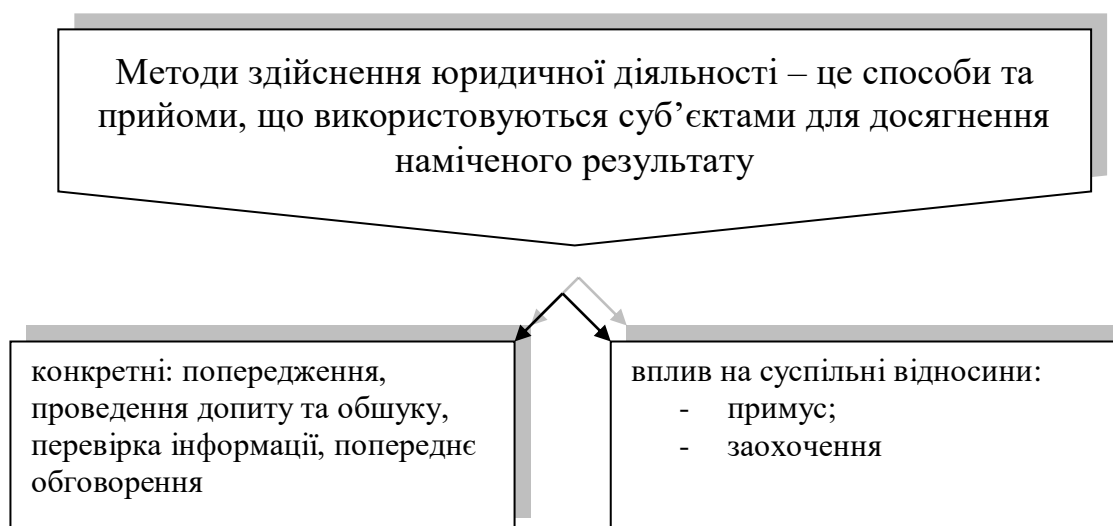 Методи здійснення юридичної діяльності – це способи та
прийоми, що використовуються суб’єктами для досягнення
наміченого результату
конкретні: попередження,
проведення допиту та обшуку,
перевірка інформації, попереднє
обговорення
вплив на суспільні відносини:
- примус;
- заохочення